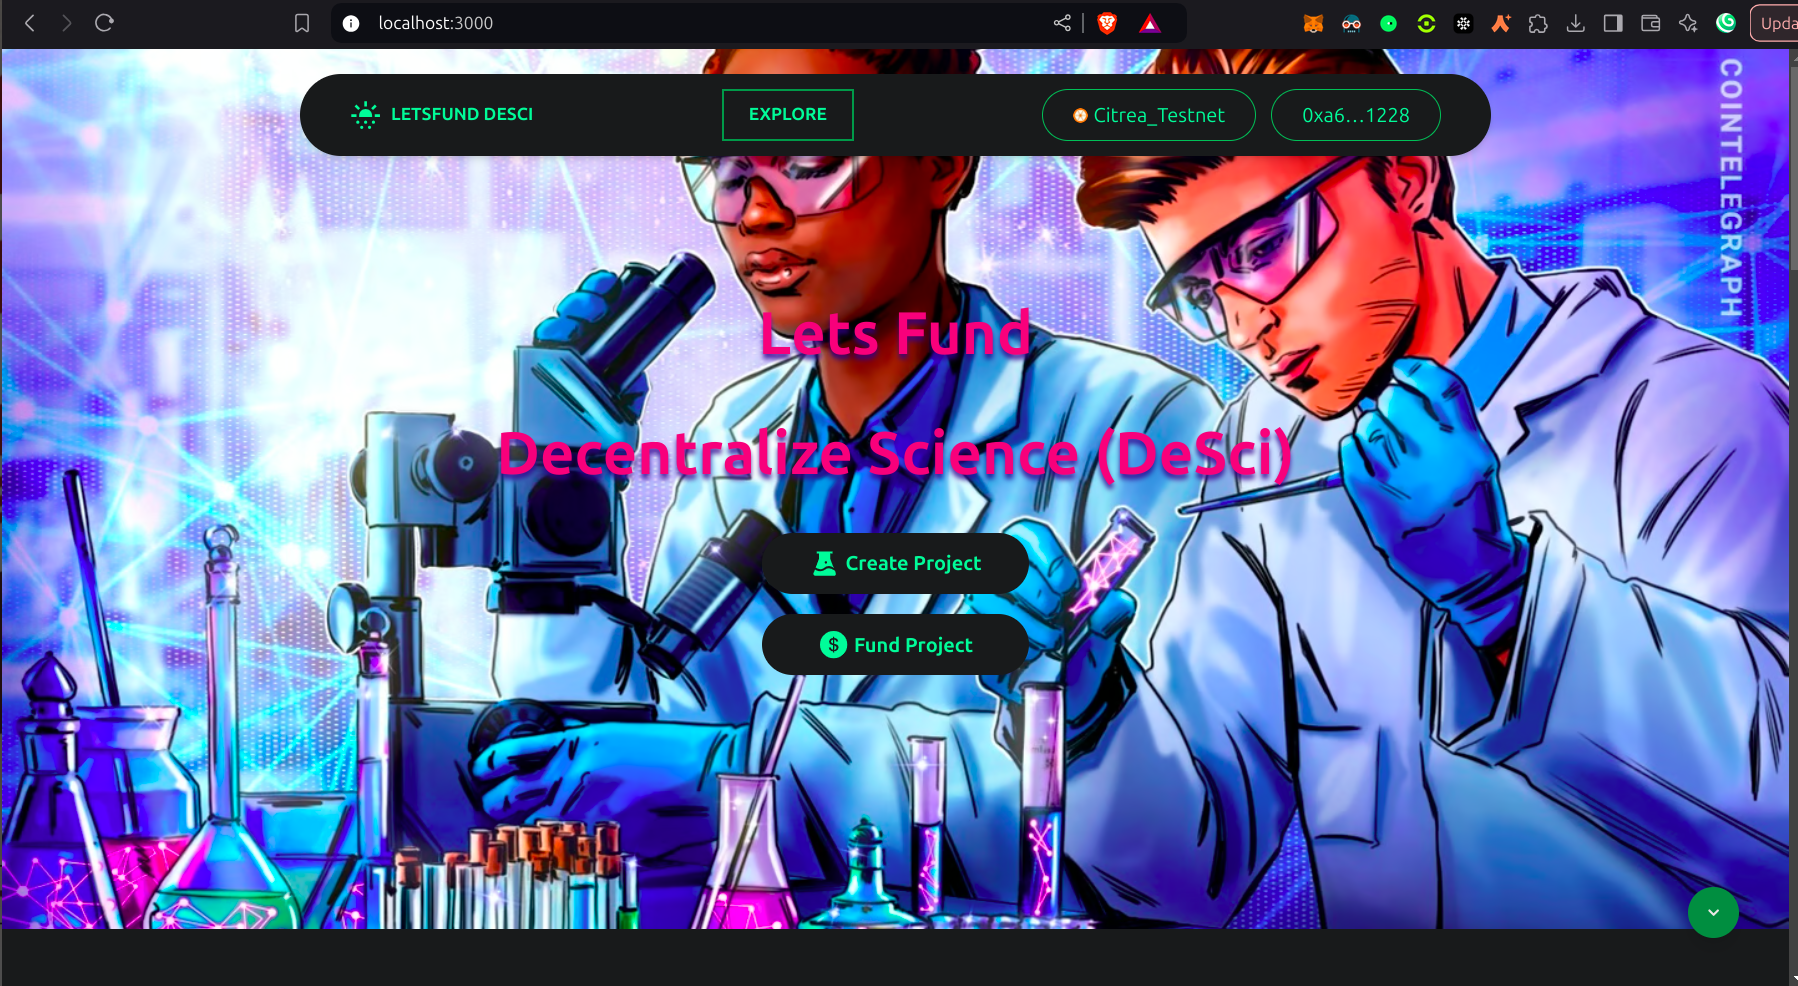 localhost:3000
Upda
LETSFUND DESCI
EXPLORE
Citrea_Testnet
0xa6...1228
COINTELEGRAPH
Lets Fund
Decentralize Science (DeSci)
Create Project
$ Fund Project